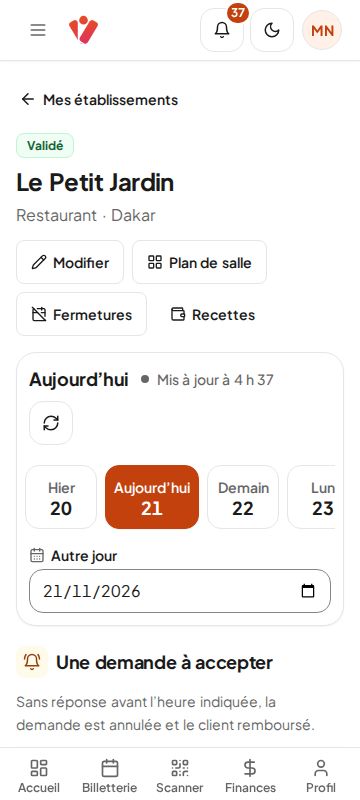 37
MN
Mes établissements
Validé
Le Petit Jardin
Restaurant · Dakar
Modifier
Plan de salle
Fermetures
Recettes
Aujourd’hui
Mis à jour à 4 h 37
Hier
20
Aujourd’hui
21
Demain
22
Lun
23
Autre jour
21/11/2026
Une demande à accepter
Sans réponse avant l’heure indiquée, la
demande est annulée et le client remboursé.
Accueil
Billetterie
Scanner
Finances
Profil